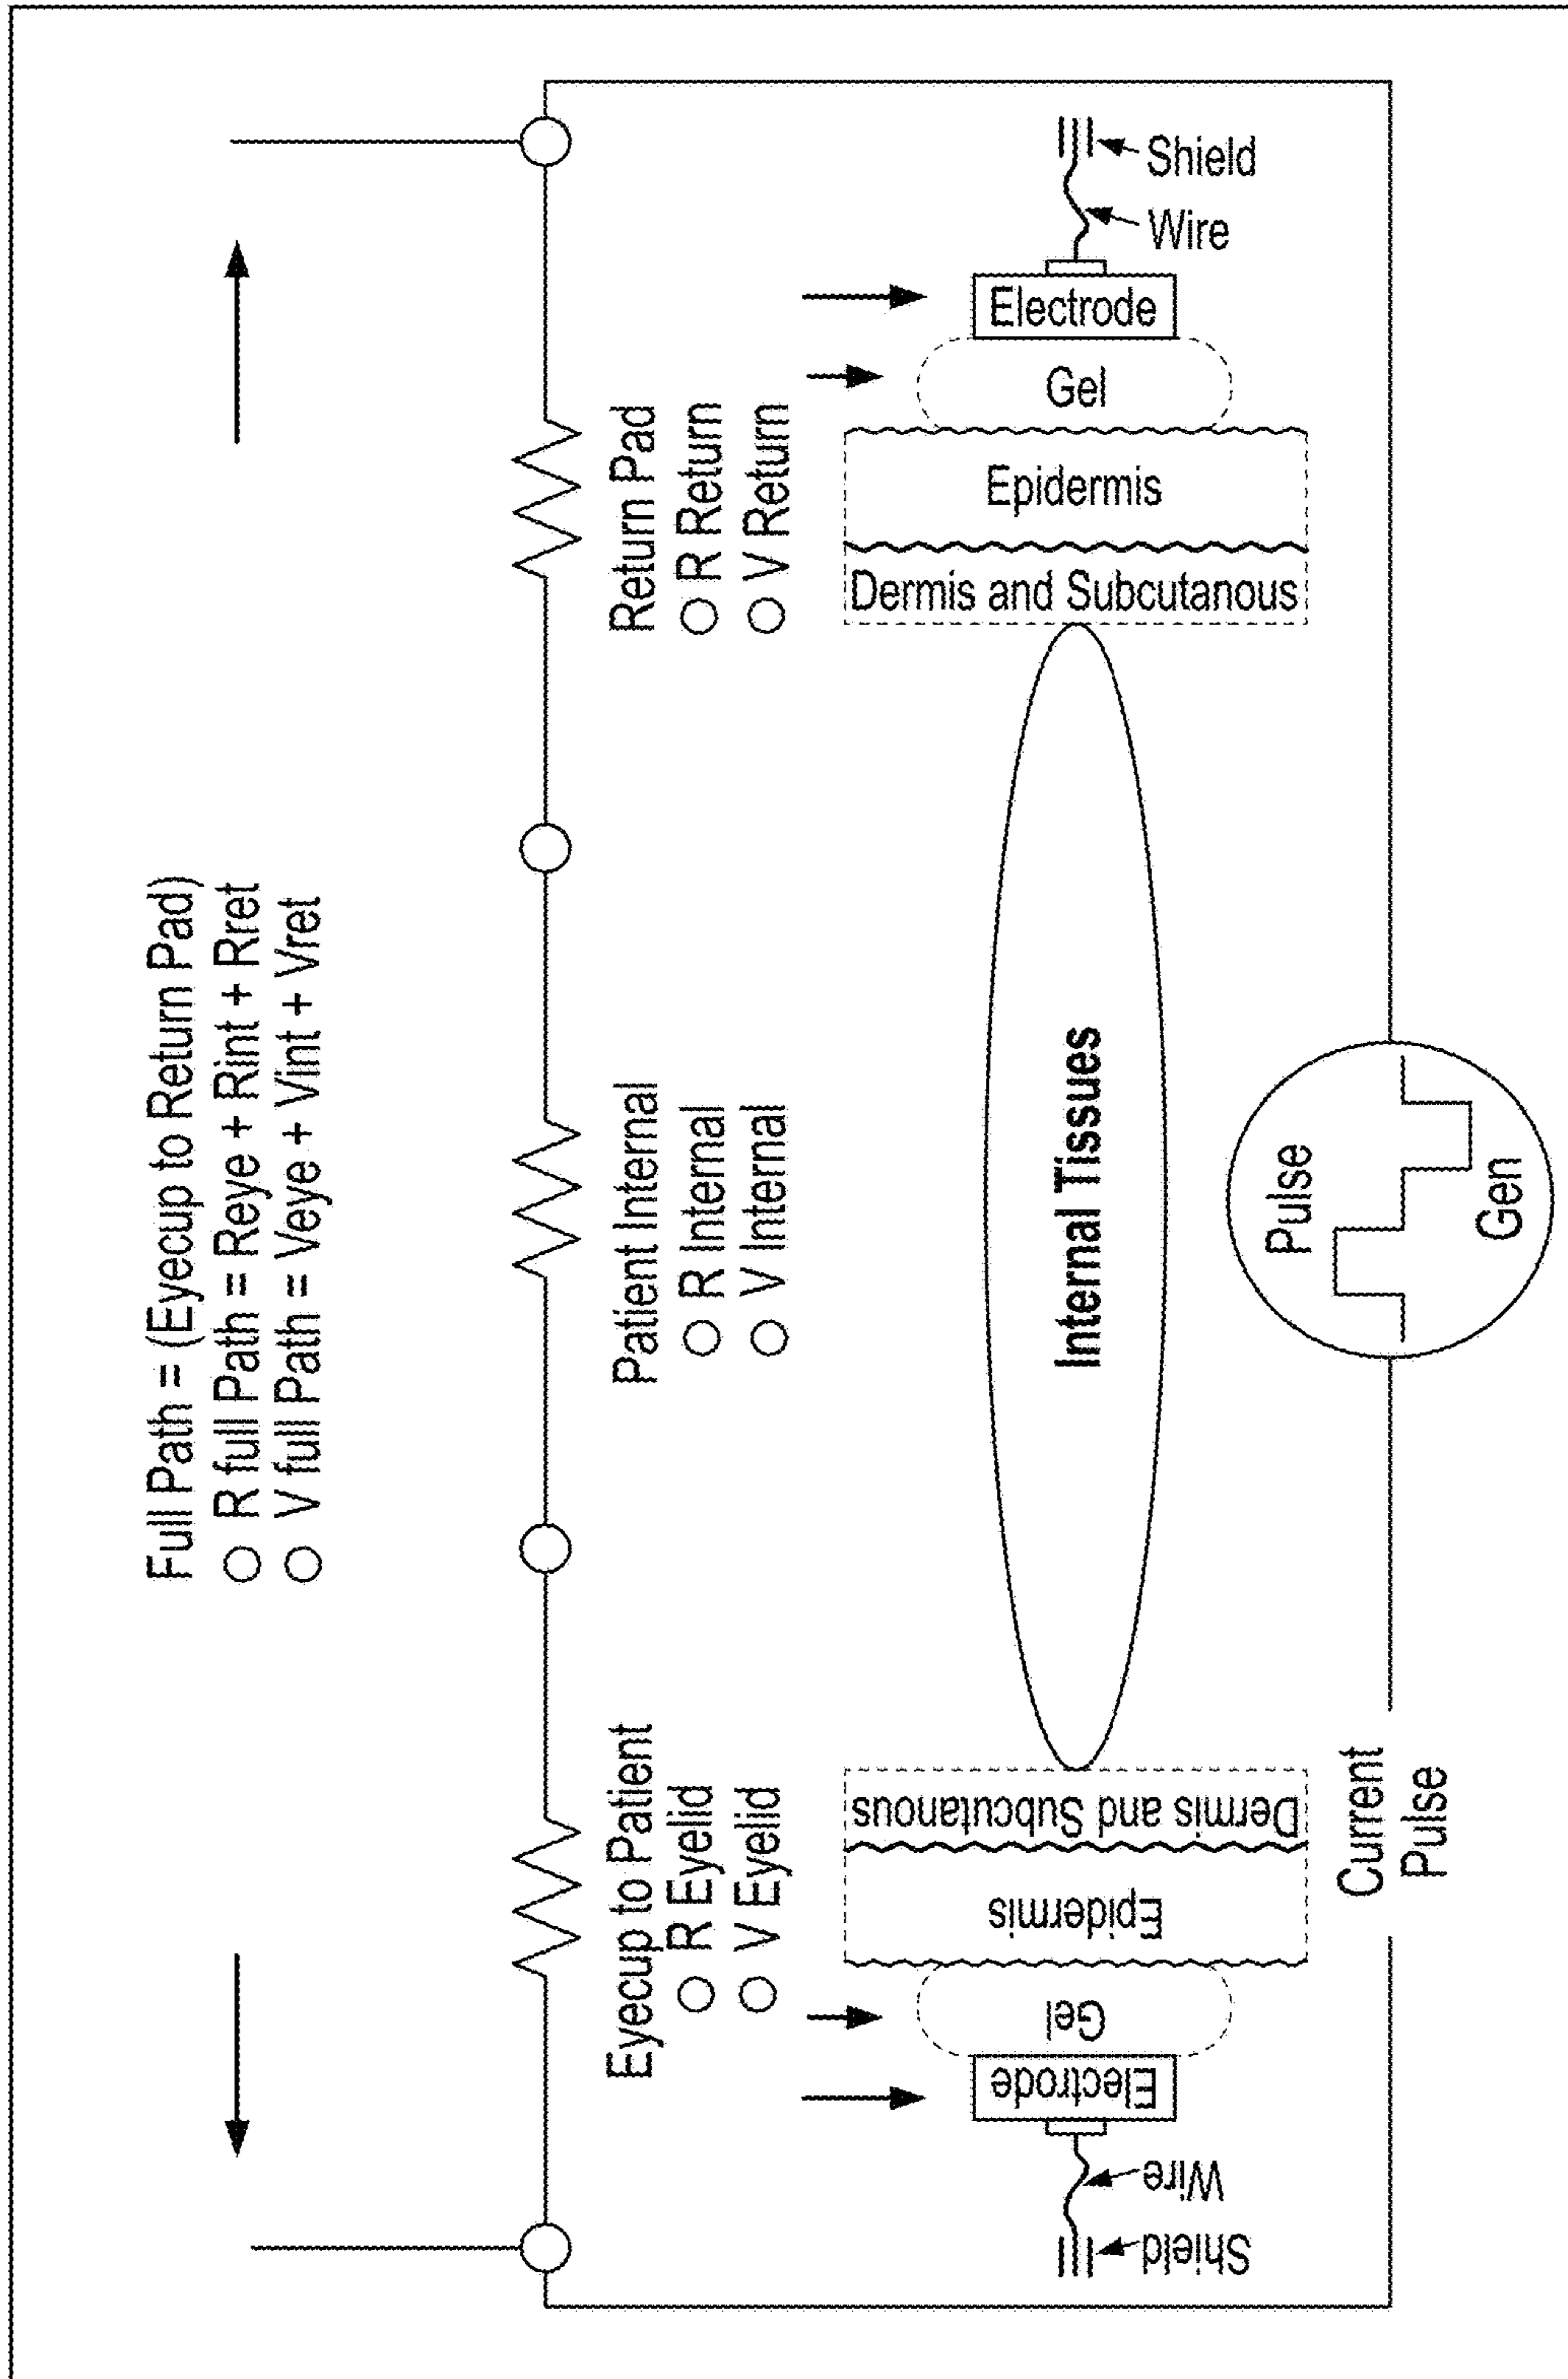 Full Path = (Eyecup to Return Pad)
○ R full Path = Reye + Rint + Rret
○ V full Path = Veye + Vint + Vret
Eyecup to Patient
○ R Eyelid
○ V Eyelid
Patient Internal
○ R Internal
○ V Internal
Return Pad
○ R Return
○ V Return
Shield
Wire
Electrode
Gel
Epidermis
Dermis and Subcutanous
Internal Tissues
Dermis and Subcutanous
Epidermis
Gel
Electrode
Wire
Shield
Current
Pulse
Pulse
Gen